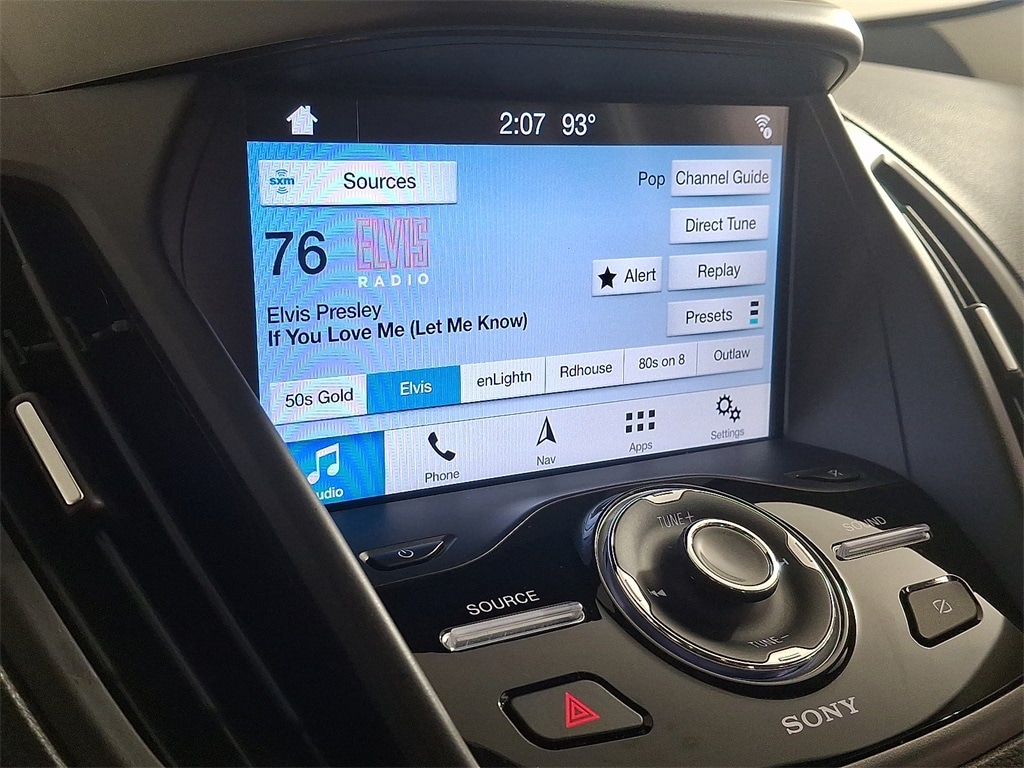 2:07 93°
sxm Sources
Pop Channel Guide
Direct Tune
76 ELVIS
RADIO
Alert Replay
Elvis Presley
If You Love Me (Let Me Know)
Presets
50s Gold Elvis enLightn Rdhouse 80s on 8 Outlaw
udio Phone Nav Apps Settings
TUNE+
SOUND
SOURCE
TUNE-
SONY